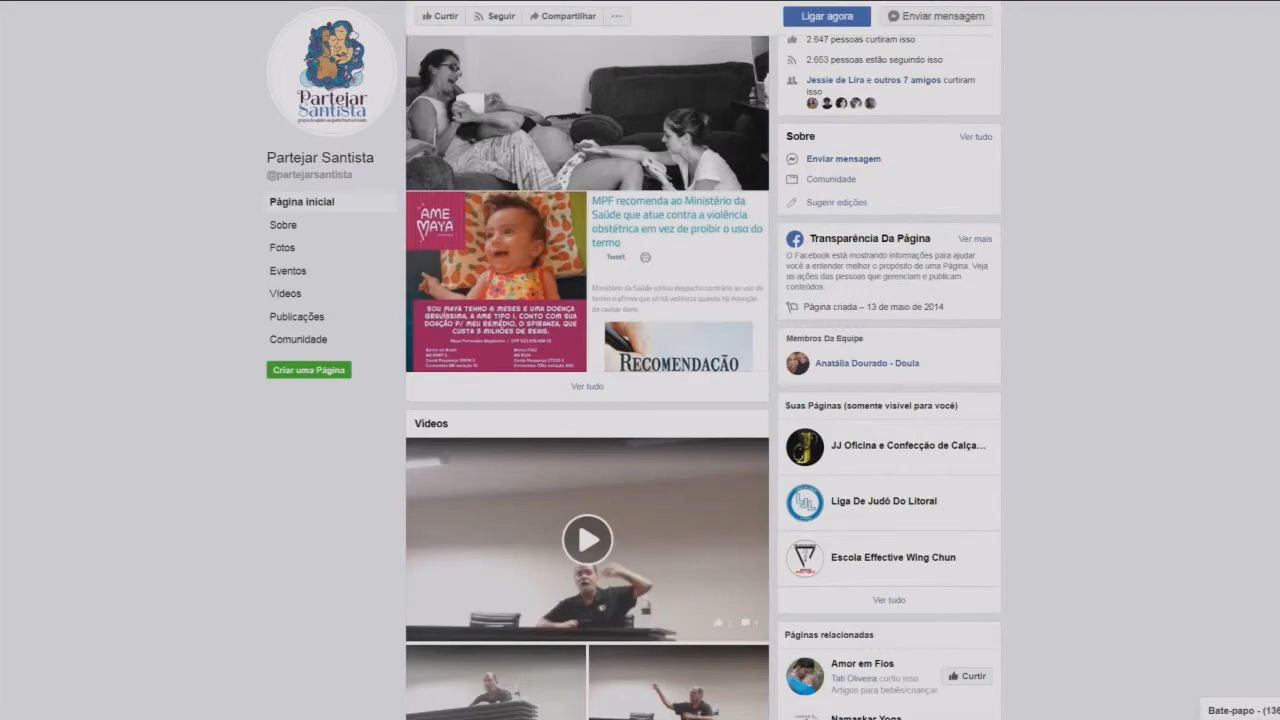 Curtir
Seguir
Compartilhar
Ligar agora
Enviar mensagem
Partejar
Santista
Partejar Santista
@partejarsantista
Página inicial
Sobre
Fotos
Eventos
Vídeos
Publicações
Comunidade
Criar uma Página
AME
MAYA
SOU MAYA TENHO 6 MESES E UMA DOENÇA
GRAVÍSSIMA, A AME TIPO I. CONTO COM SUA
DOAÇÃO P/ MEU REMÉDIO, O SPIRANZA, QUE
CUSTA 3 MILHÕES DE REAIS.
MPF recomenda ao Ministério da
Saúde que atue contra a violência
obstétrica em vez de proibir o uso do
termo
Tweet
Ministério da Saúde soltou despacho contrário ao uso do
termo e afirma que só há violência quando há intenção
de causar dano
RECOMENDAÇÃO
Ver tudo
Vídeos
2.647 pessoas curtiram isso
2.653 pessoas estão seguindo isso
Jessie de Lira e outros 7 amigos curtiram
isso
Sobre
Ver tudo
Enviar mensagem
Comunidade
Sugerir edições
Transparência Da Página
Ver mais
O Facebook está mostrando informações para ajudar
você a entender melhor o propósito de uma Página. Veja
as ações das pessoas que gerenciam e publicam
conteúdos.
Página criada – 13 de maio de 2014
Membros Da Equipe
Anatália Dourado - Doula
Suas Páginas (somente visível para você)
JJ Oficina e Confecção de Calça...
Liga De Judô Do Litoral
Escola Effective Wing Chun
Ver tudo
Páginas relacionadas
Amor em Fios
Tati Oliveira curtiu isso
Artigos para bebês/crianças
Curtir
Namaskar Yoga
Bate-papo - (136